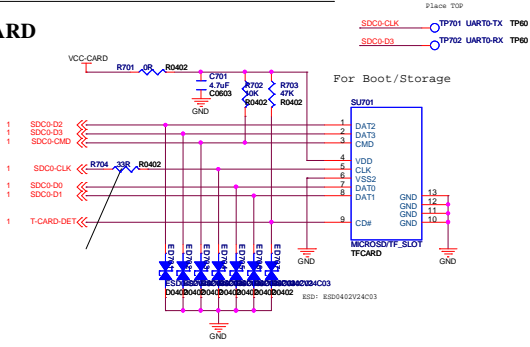 Place TOP
SDC0-CLK TP701 UART0-TX TP60
SDC0-D3 TP702 UART0-RX TP60
ARD
VCC-CARD
R701 0R R0402
C701
4.7uF
C0603
GND
R702
10K
R0402
R703
47K
R0402
For Boot/Storage
SU701
1 SDC0-D2 1 DAT2
1 SDC0-D3 2 DAT3
1 SDC0-CMD 3 CMD
4 VDD
1 SDC0-CLK R704 33R R0402 5 CLK
6 VSS2
1 SDC0-D0 7 DAT0
1 SDC0-D1 8 DAT1
GND 13
GND 12
GND 11
GND 10
1 T-CARD-DET 9 CD#
MICROSD/TF_SLOT
TFCARD
GND
GND
ESD: ESD0402V24C03
GND